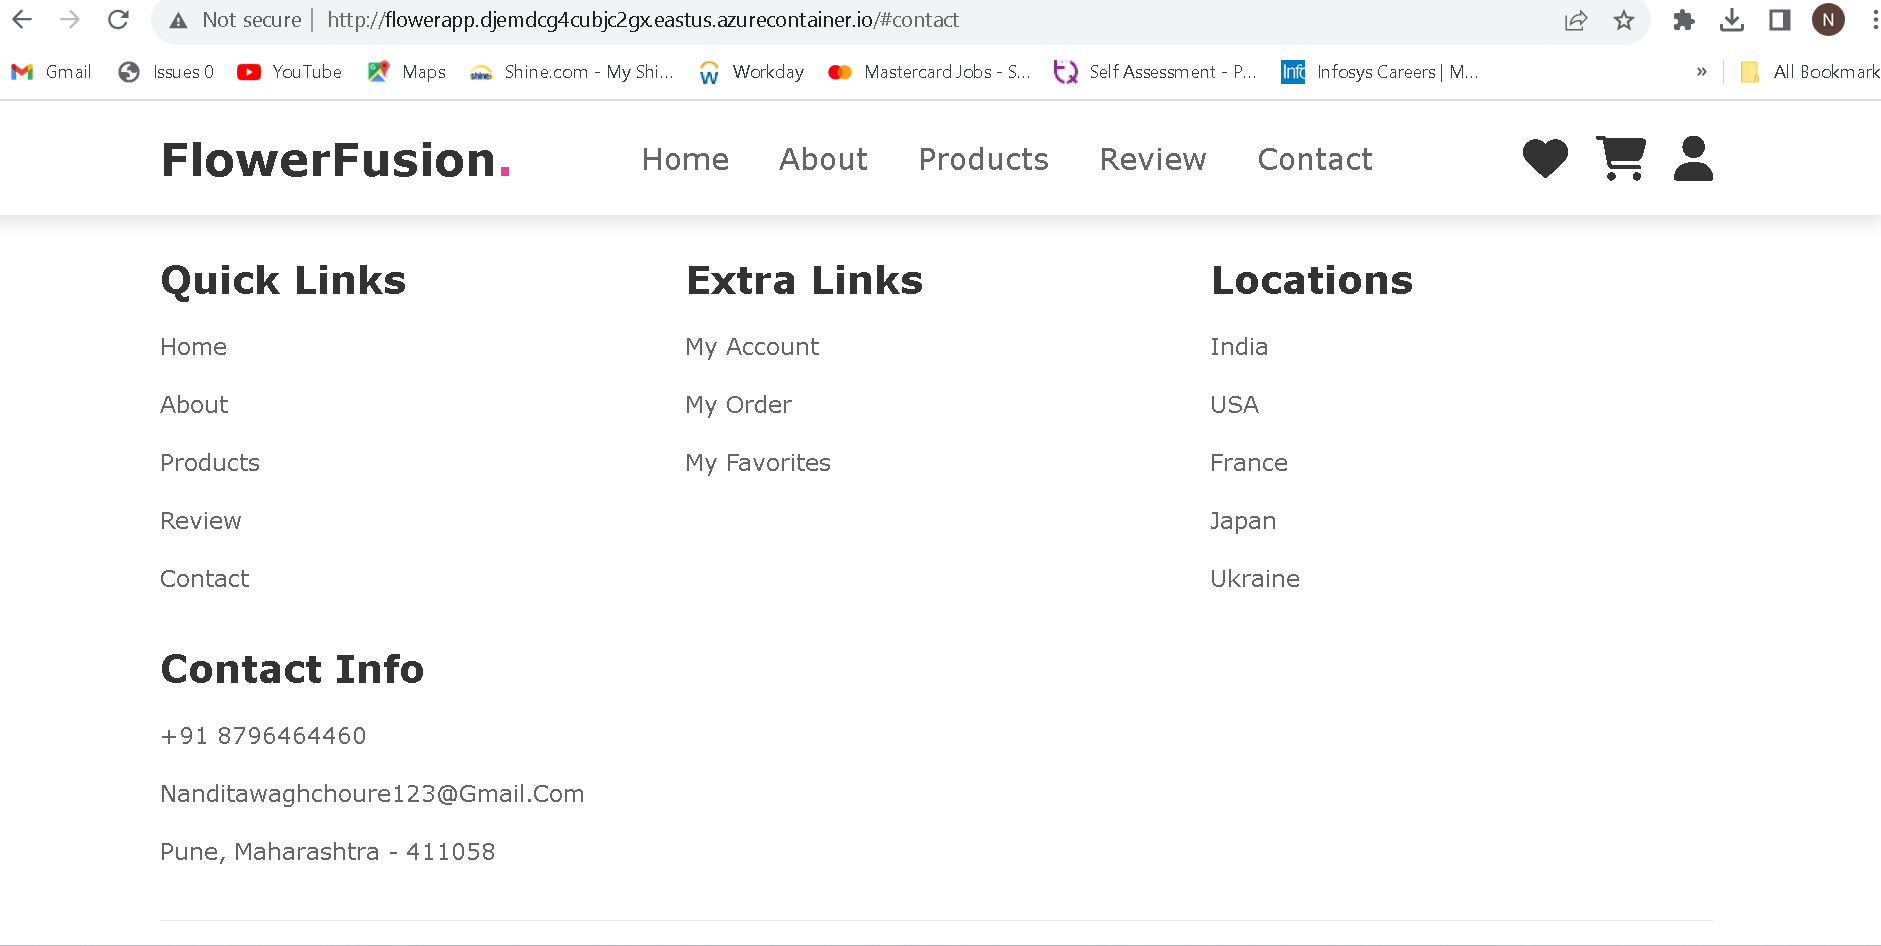 Not secure http://flowerapp.djemdcg4cubjc2gx.eastus.azurecontainer.io/#contact N
Gmail Issues 0 YouTube Maps Shine.com - My Shi... Workday Mastercard Jobs - S... Self Assessment - P... Infosys Careers | M... » All Bookmark
FlowerFusion. Home About Products Review Contact
Quick Links
Home
About
Products
Review
Contact
Extra Links
My Account
My Order
My Favorites
Locations
India
USA
France
Japan
Ukraine
Contact Info
+91 8796464460
Nanditawaghchoure123@Gmail.Com
Pune, Maharashtra - 411058